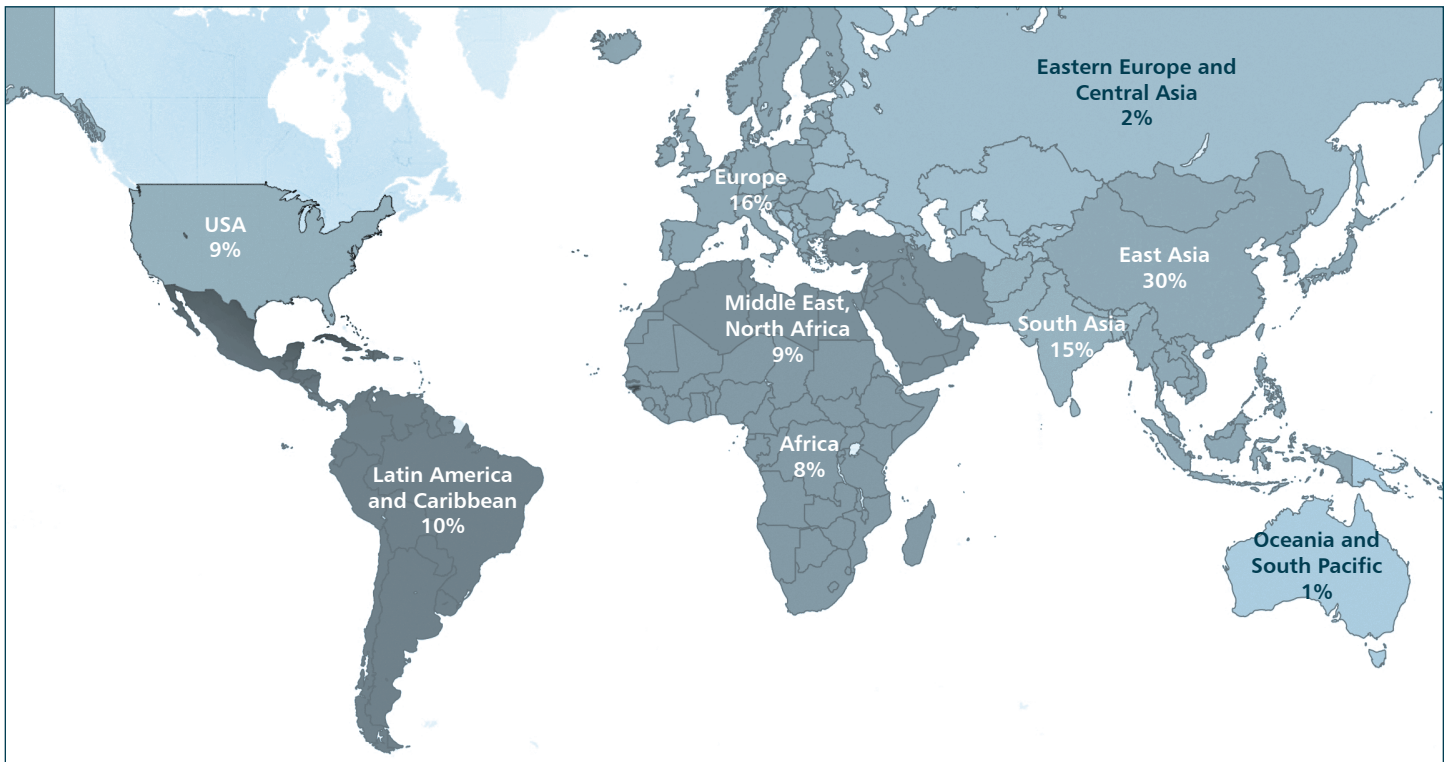 Eastern Europe and
Central Asia
2%
Europe
16%
USA
9%
East Asia
30%
Middle East,
North Africa
9%
South Asia
15%
Africa
8%
Latin America
and Caribbean
10%
Oceania and
South Pacific
1%